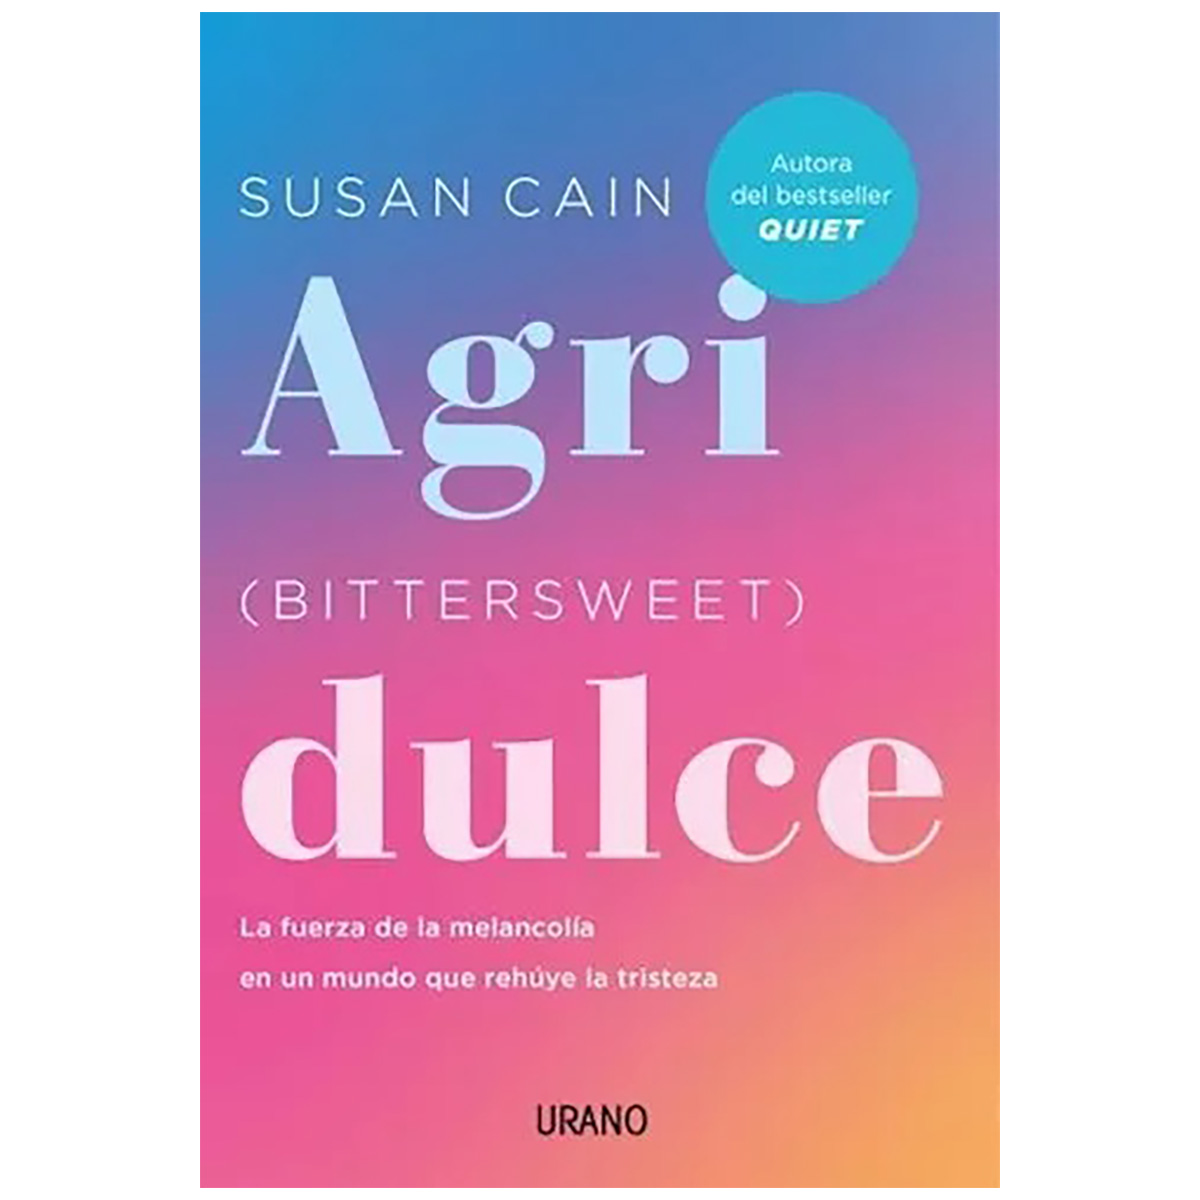 SUSAN CAIN
Autora
del bestseller
QUIET
Agri
(BITTERSWEET)
dulce
La fuerza de la melancolía
en un mundo que rehúye la tristeza
URANO